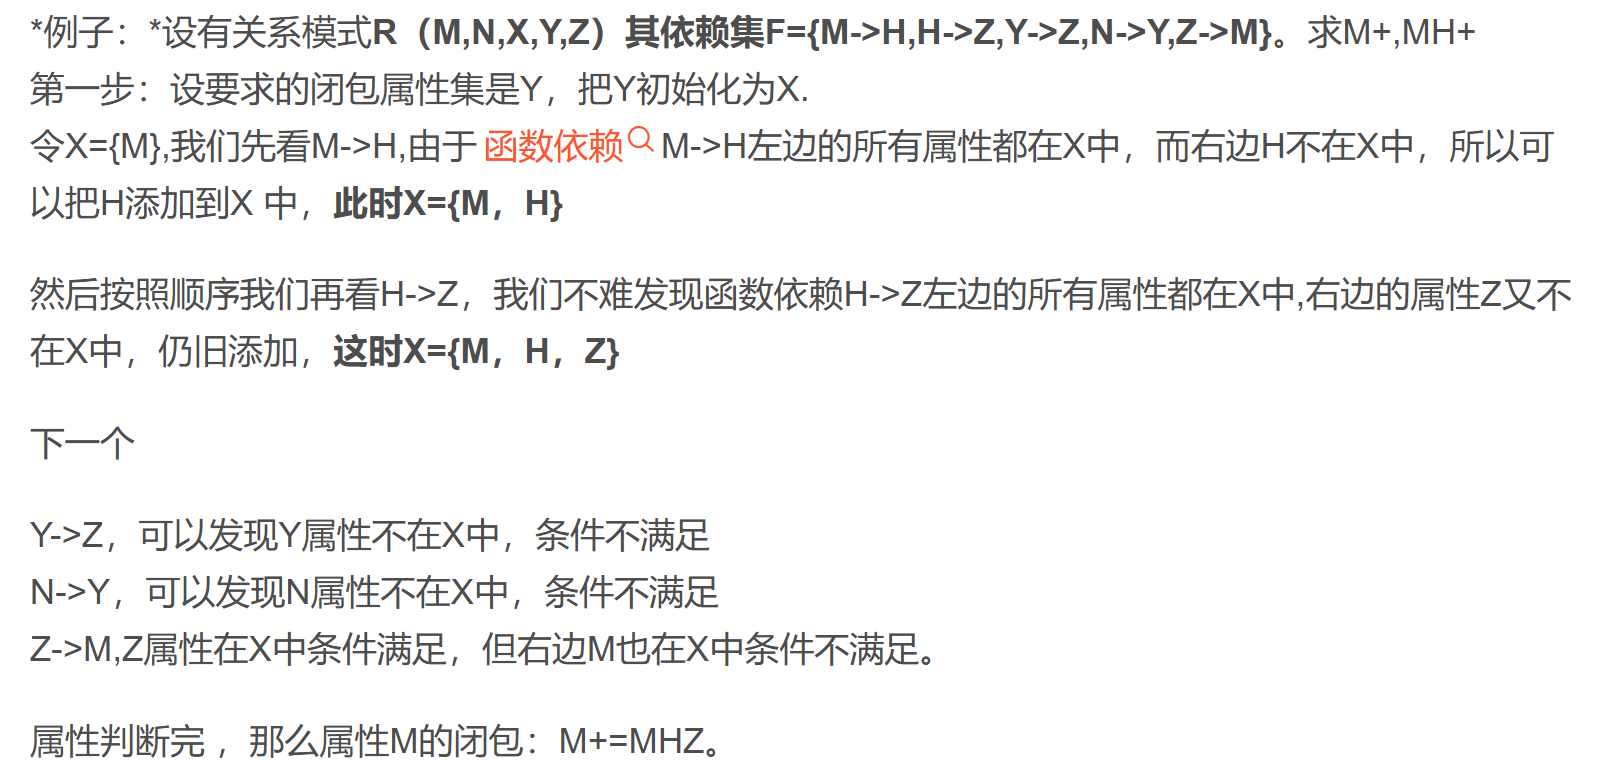 *例子：*设有关系模式R（M,N,X,Y,Z）其依赖集F={M->H,H->Z,Y->Z,N->Y,Z->M}。求M+,MH+
第一步：设要求的闭包属性集是Y，把Y初始化为X.
令X={M},我们先看M->H,由于 函数依赖 M->H左边的所有属性都在X中，而右边H不在X中，所以可
以把H添加到X 中，此时X={M，H}
然后按照顺序我们再看H->Z，我们不难发现函数依赖H->Z左边的所有属性都在X中,右边的属性Z又不
在X中，仍旧添加，这时X={M，H，Z}
下一个
Y->Z，可以发现Y属性不在X中，条件不满足
N->Y，可以发现N属性不在X中，条件不满足
Z->M,Z属性在X中条件满足，但右边M也在X中条件不满足。
属性判断完 ，那么属性M的闭包：M+=MHZ。